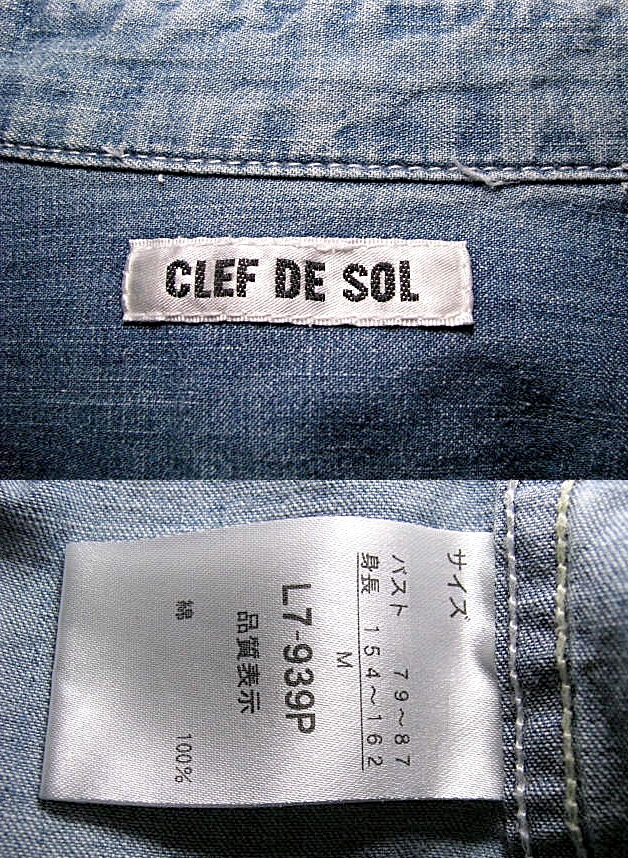 CLEF DE SOL
サイズ
バスト 79～87
身長 154～162
M
L7-939P
品質表示
綿 100%